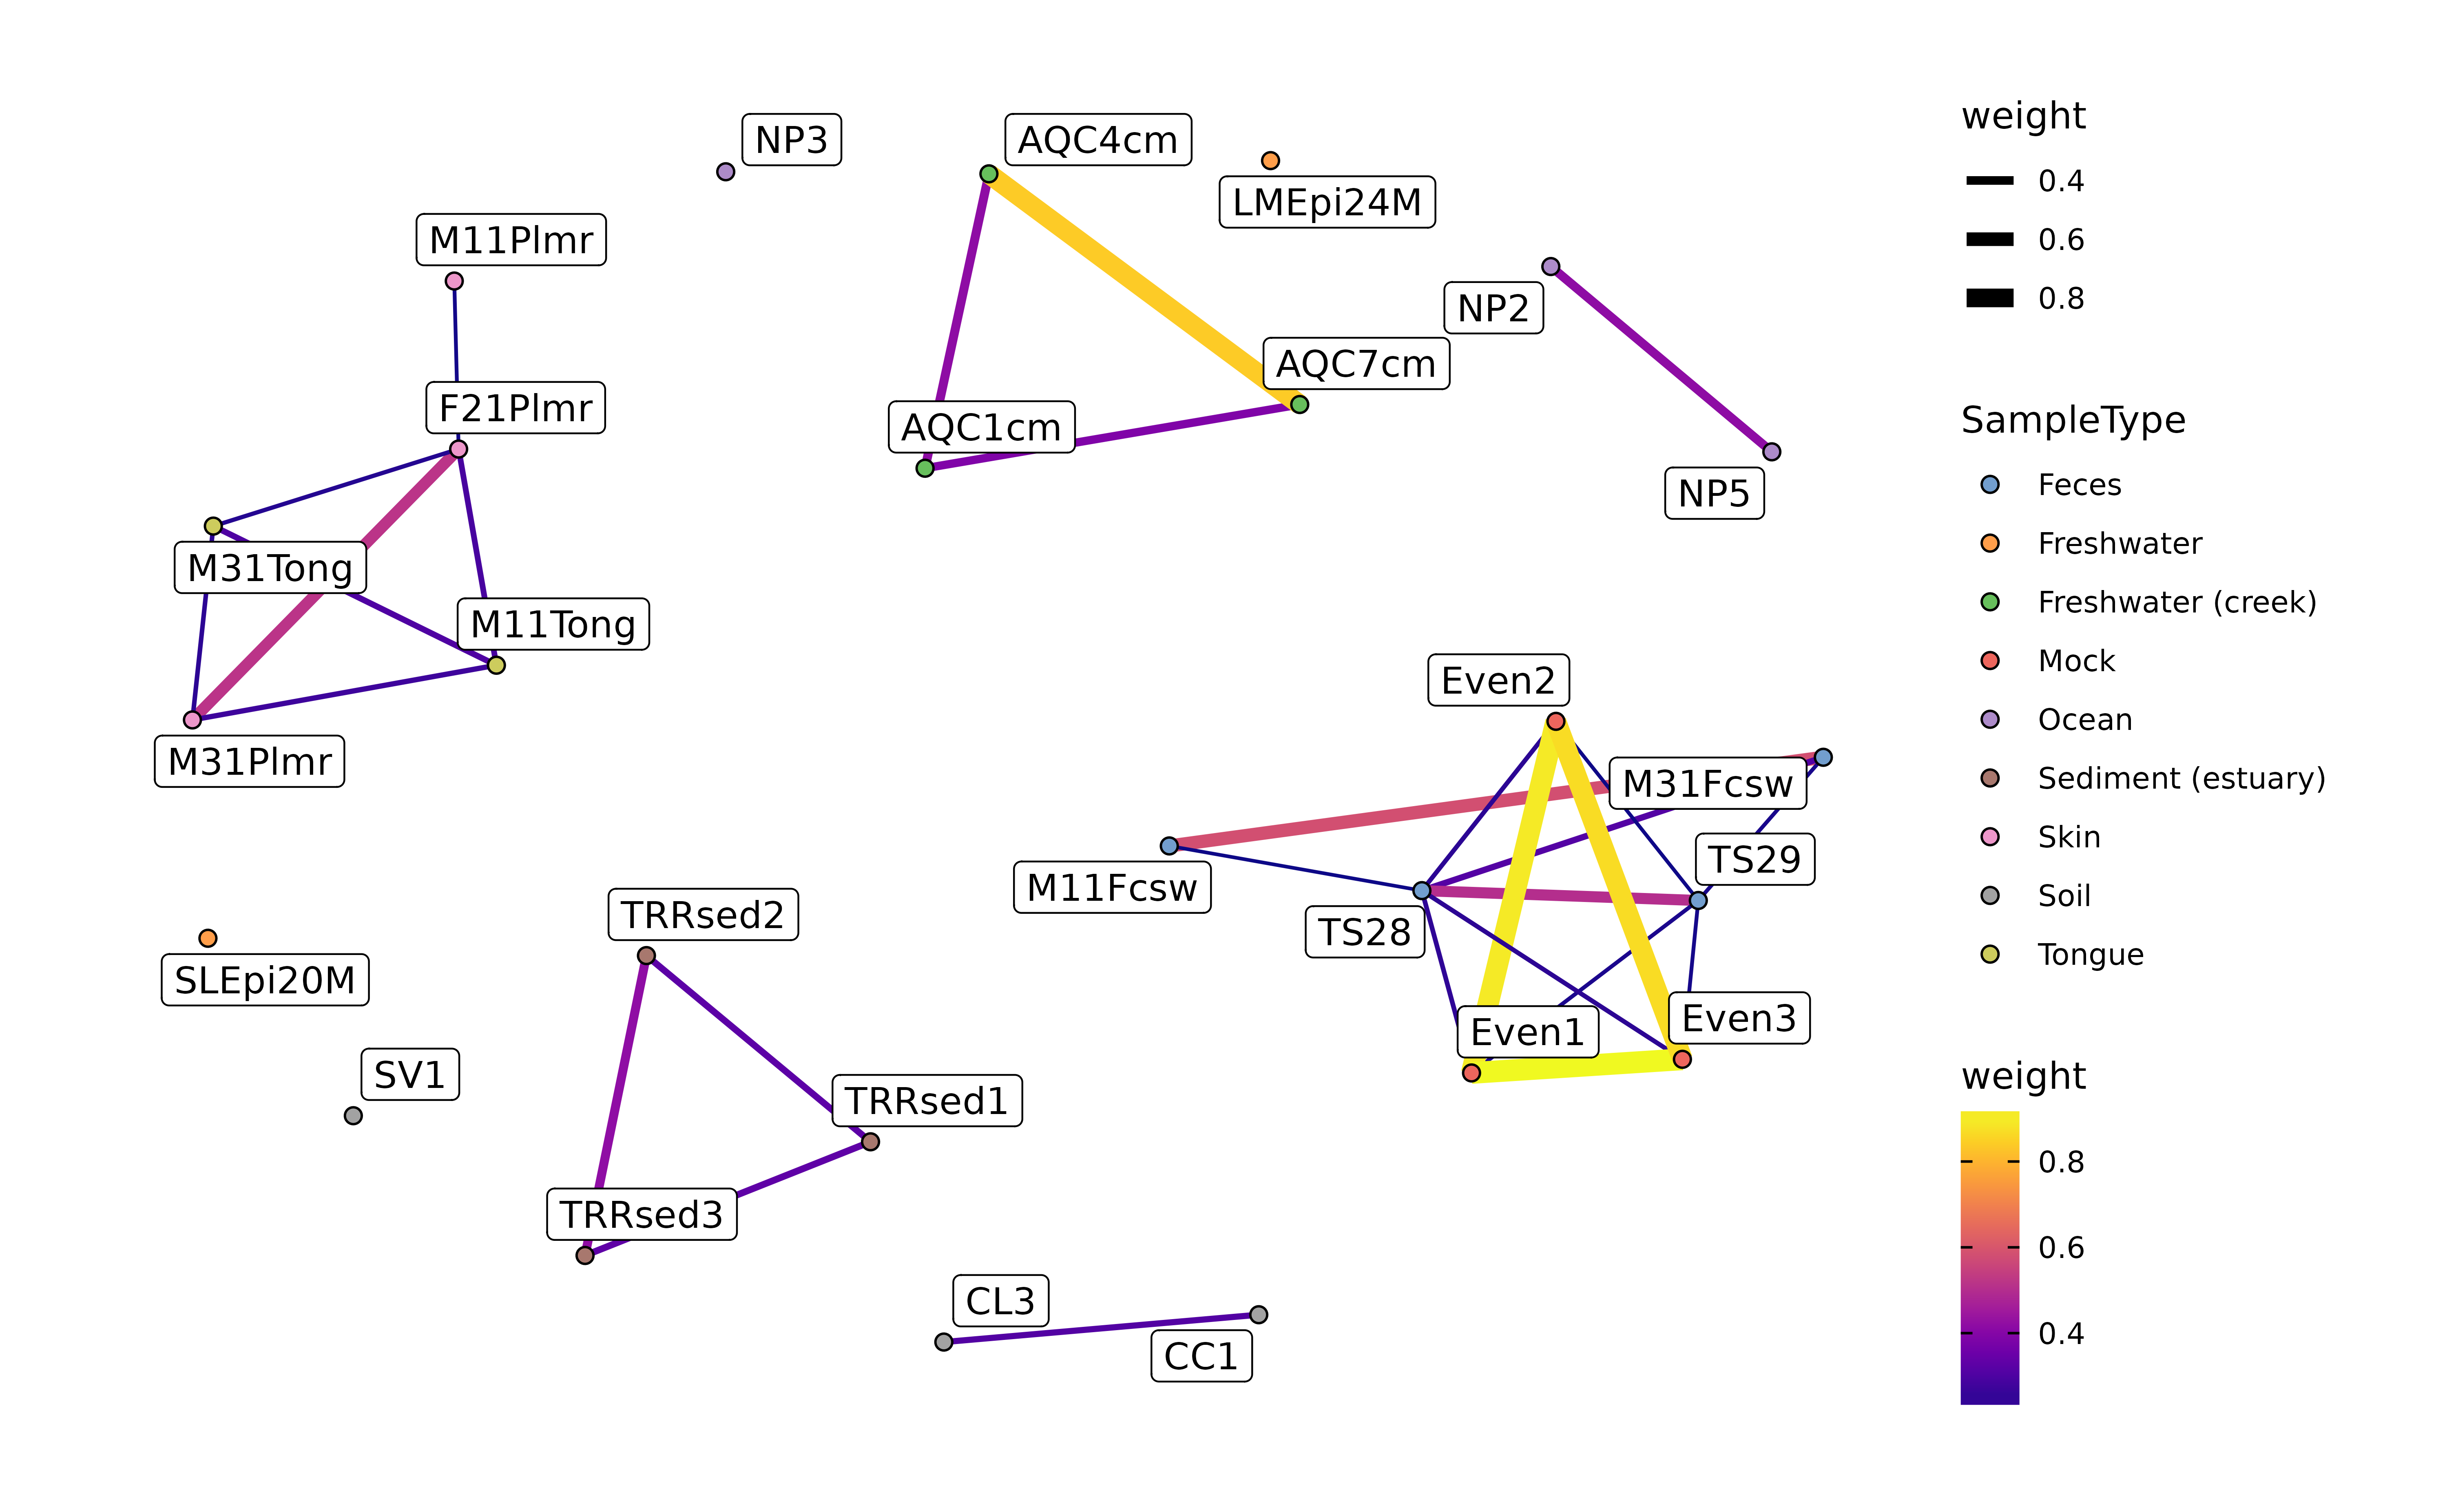 NP3
AQC4cm
LMEpi24M
M11Plmr
NP2
AQC7cm
F21Plmr
AQC1cm
NP5
M31Tong
M11Tong
Even2
M31Plmr
M31Fcsw
TS29
M11Fcsw
TRRsed2
TS28
SLEpi20M
Even3
Even1
SV1
TRRsed1
TRRsed3
CL3
CC1
weight
0.4
0.6
0.8
SampleType
Feces
Freshwater
Freshwater (creek)
Mock
Ocean
Sediment (estuary)
Skin
Soil
Tongue
weight
0.8
0.6
0.4